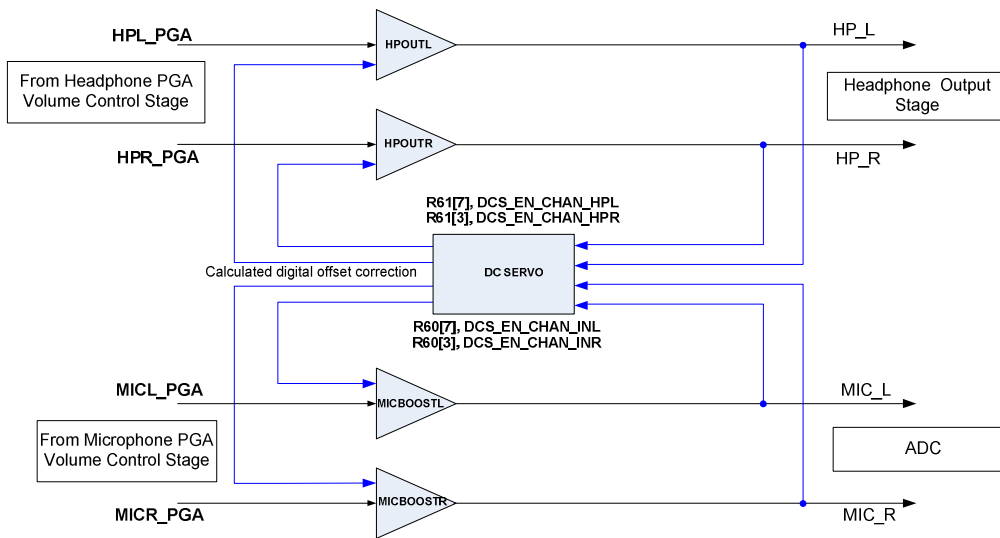 HPL_PGA
HPOUTL
HP_L
From Headphone PGA
Volume Control Stage
Headphone Output
Stage
HPR_PGA
HPOUTR
HP_R
R61[7], DCS_EN_CHAN_HPL
R61[3], DCS_EN_CHAN_HPR
Calculated digital offset correction
DC SERVO
R60[7], DCS_EN_CHAN_INL
R60[3], DCS_EN_CHAN_INR
MICL_PGA
MICBOOSTL
MIC_L
From Microphone PGA
Volume Control Stage
ADC
MICR_PGA
MICBOOSTR
MIC_R